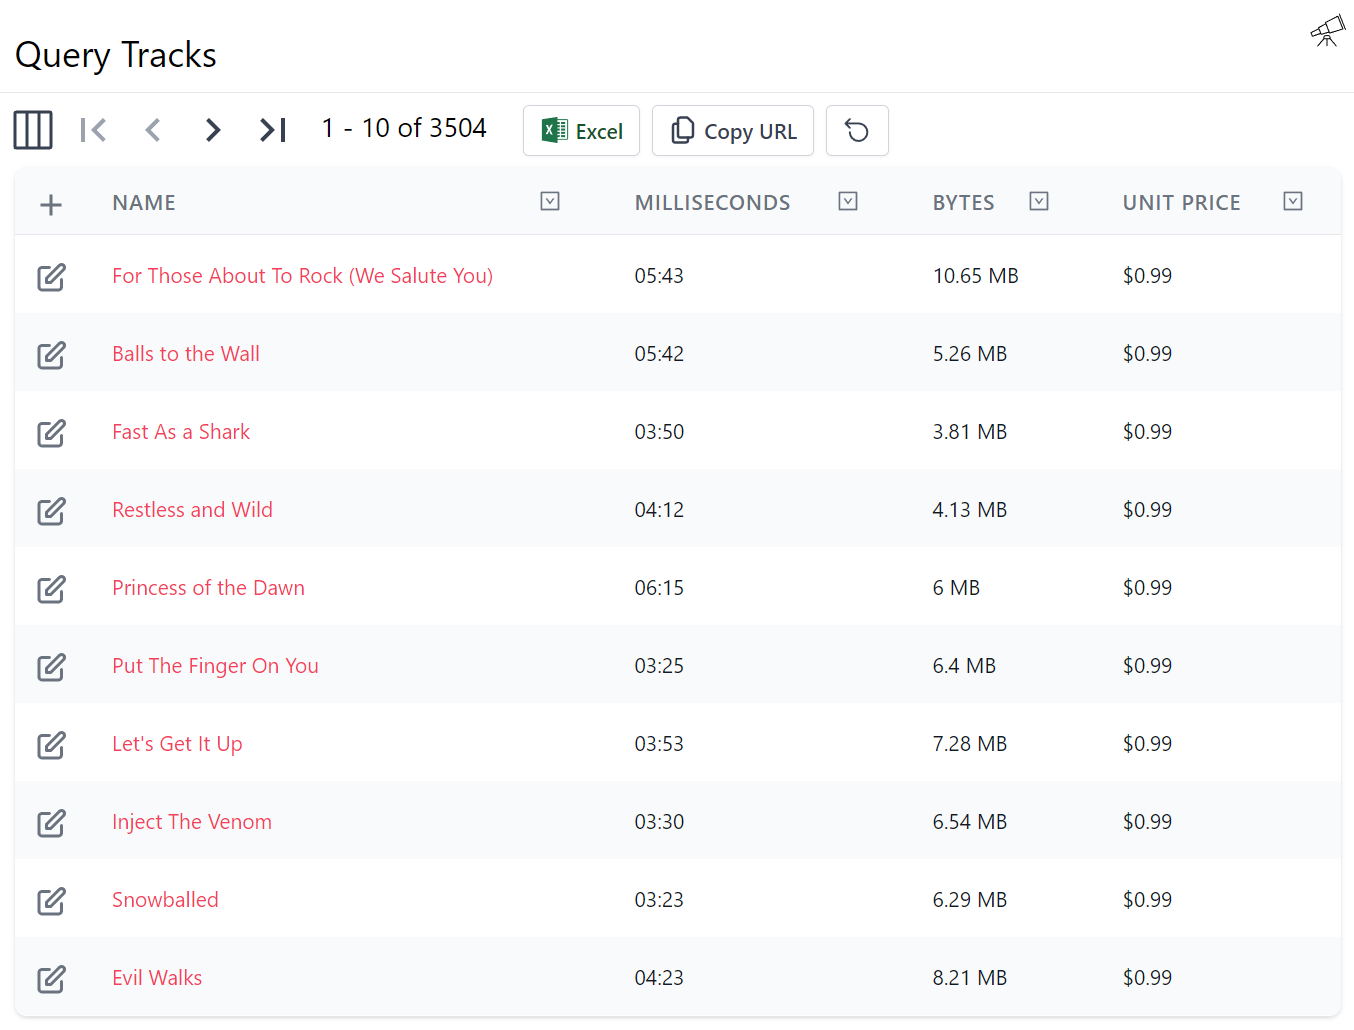 Query Tracks
1 - 10 of 3504 Excel Copy URL
NAME MILLISECONDS BYTES UNIT PRICE
For Those About To Rock (We Salute You) 05:43 10.65 MB $0.99
Balls to the Wall 05:42 5.26 MB $0.99
Fast As a Shark 03:50 3.81 MB $0.99
Restless and Wild 04:12 4.13 MB $0.99
Princess of the Dawn 06:15 6 MB $0.99
Put The Finger On You 03:25 6.4 MB $0.99
Let's Get It Up 03:53 7.28 MB $0.99
Inject The Venom 03:30 6.54 MB $0.99
Snowballed 03:23 6.29 MB $0.99
Evil Walks 04:23 8.21 MB $0.99